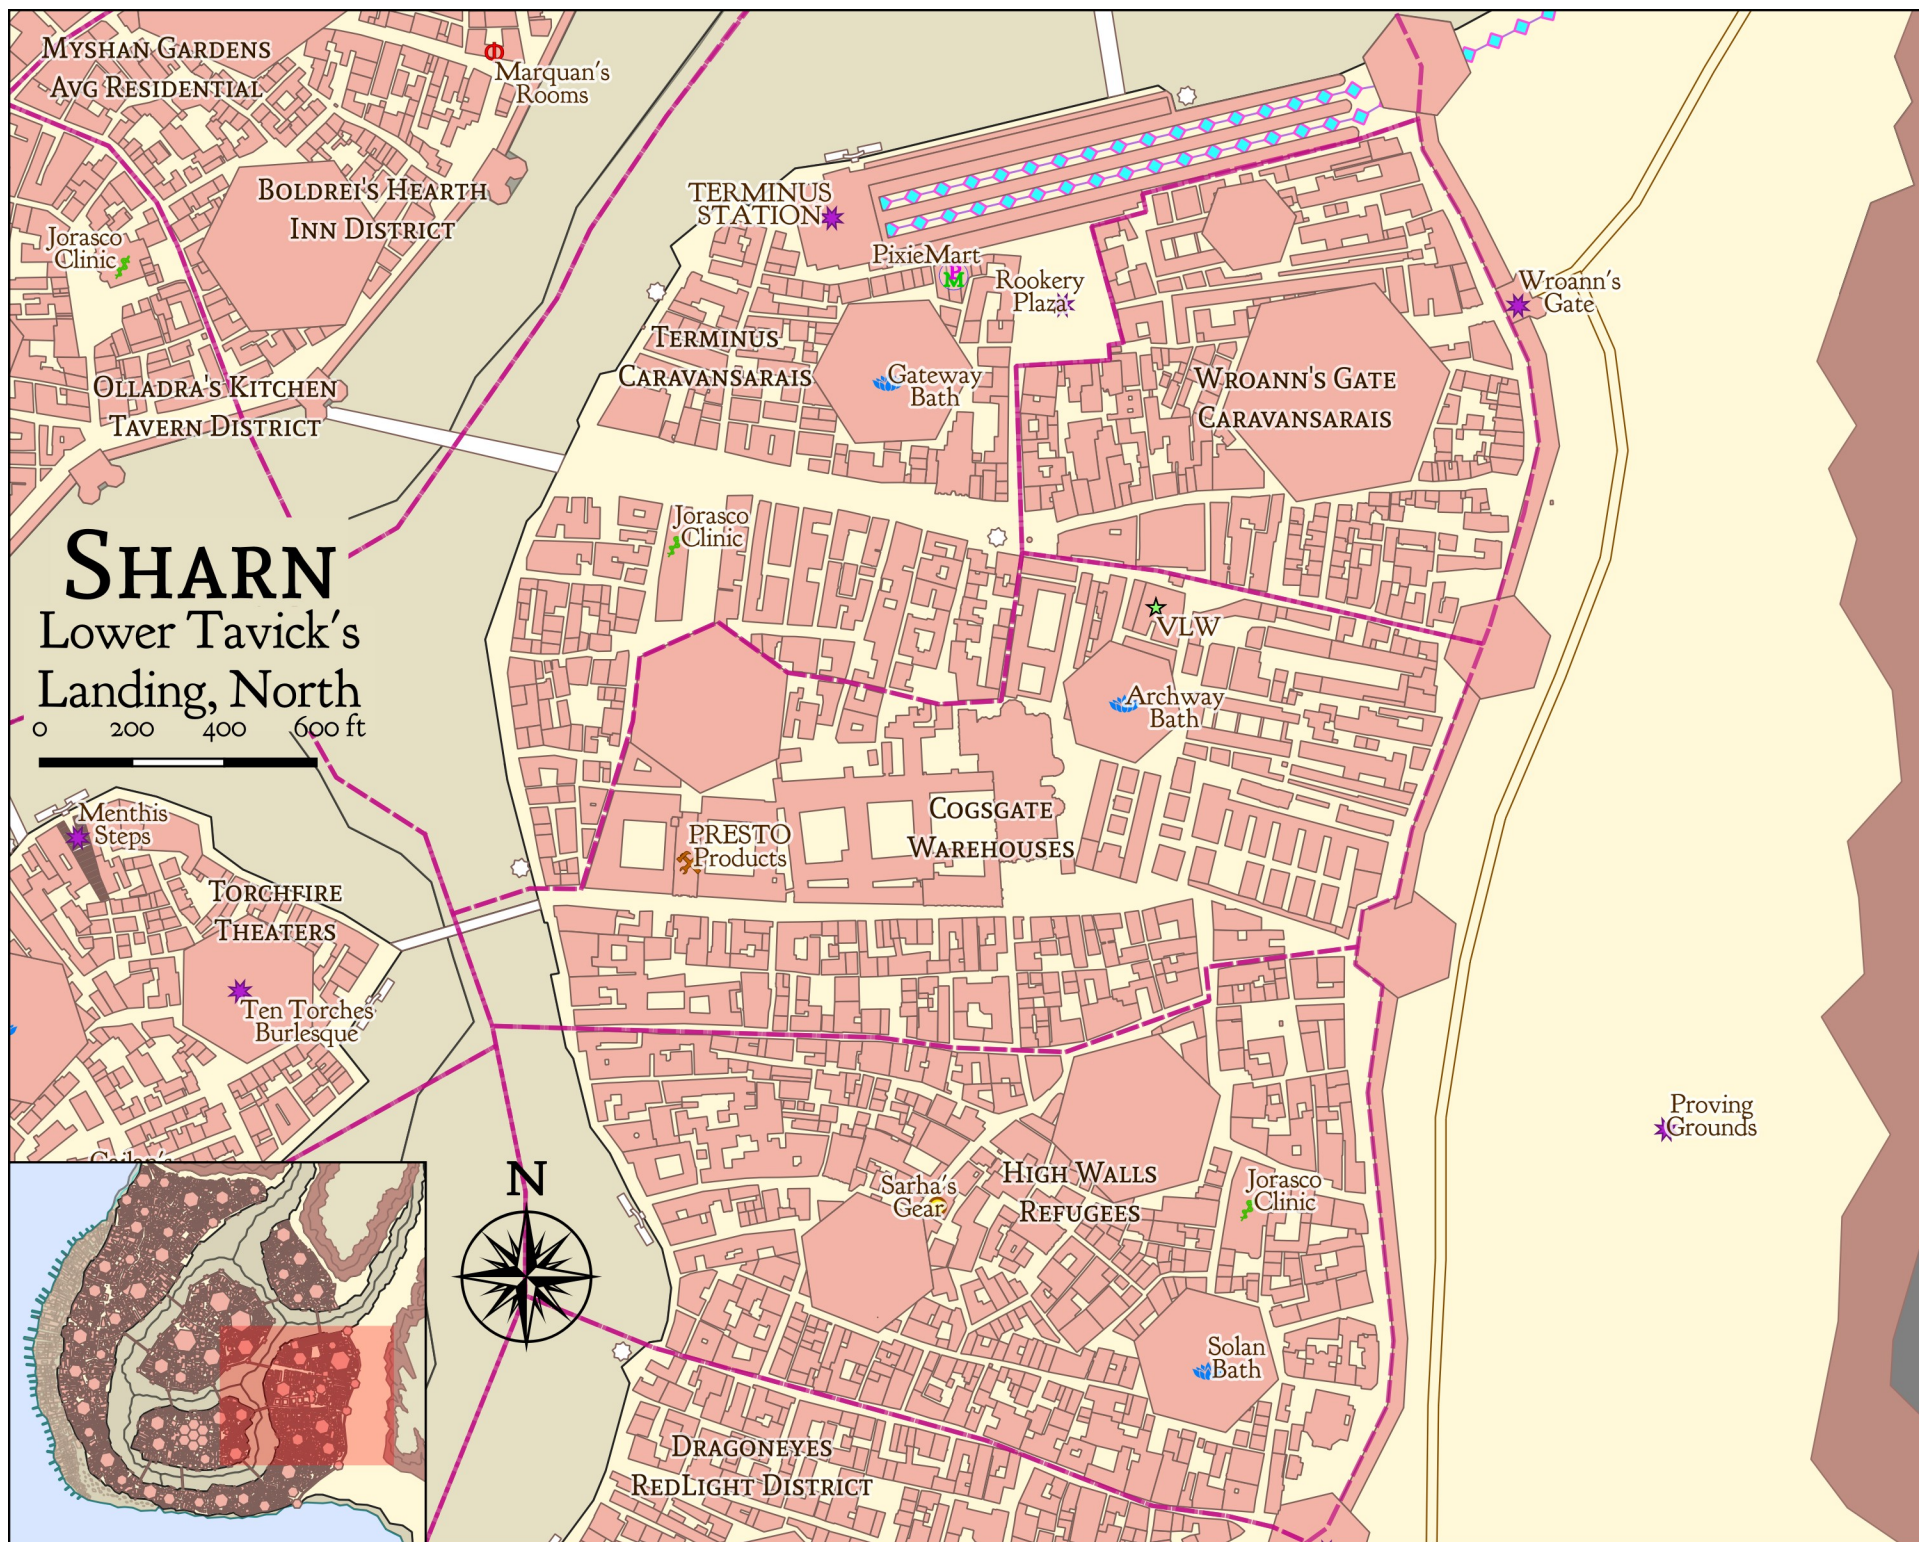 MYSHAN GARDENS
AVG RESIDENTIAL
Marquan's
Rooms
BOLDREI'S HEARTH
INN DISTRICT
Jorasco
Clinic
OLLADRA'S KITCHEN
TAVERN DISTRICT
TERMINUS
STATION
PixieMart
P
M
Rookery
Plaza
Wroann's
Gate
TERMINUS
CARAVANSARAIS
Gateway
Bath
WROANN'S GATE
CARAVANSARAIS
Jorasco
Clinic
SHARN
Lower Tavick's
Landing, North
0 200 400 600 ft
VLW
Archway
Bath
COGSGATE
WAREHOUSES
PRESTO
Products
Menthis
Steps
TORCHFIRE
THEATERS
Ten Torches
Burlesque
Proving
Grounds
N
Sarha's
Gear
HIGH WALLS
REFUGEES
Jorasco
Clinic
Solan
Bath
DRAGONEYES
REDLIGHT DISTRICT